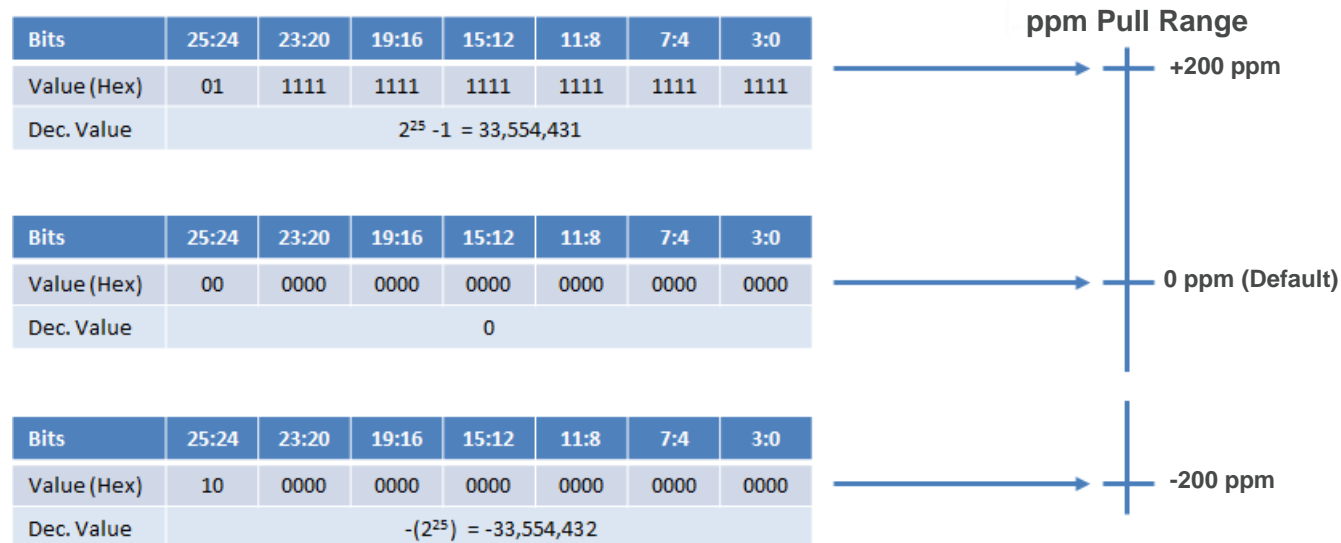 ppm Pull Range
Bits 25:24 23:20 19:16 15:12 11:8 7:4 3:0
+200 ppm
Value (Hex) 01 1111 1111 1111 1111 1111 1111
Dec. Value 2²⁵ -1 = 33,554,431
Bits 25:24 23:20 19:16 15:12 11:8 7:4 3:0
Value (Hex) 00 0000 0000 0000 0000 0000 0000
0 ppm (Default)
Dec. Value 0
Bits 25:24 23:20 19:16 15:12 11:8 7:4 3:0
Value (Hex) 10 0000 0000 0000 0000 0000 0000
-200 ppm
Dec. Value -(2²⁵) = -33,554,432